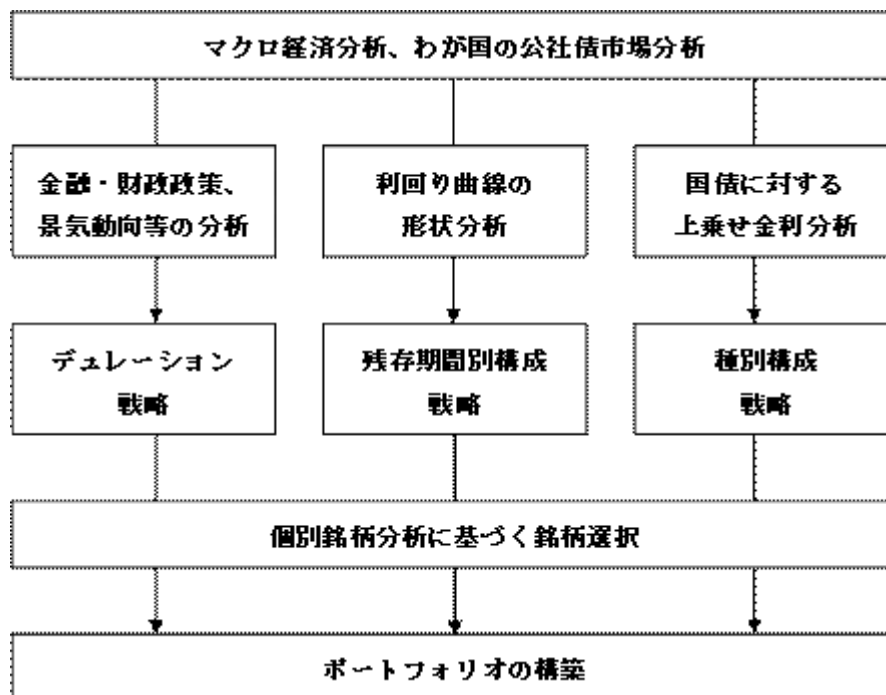 マクロ経済分析、わが国の公社債市場分析
金融・財政政策、
景気動向等の分析
利回り曲線の
形状分析
国債に対する
上乗せ金利分析
デュレーション
戦略
残存期間別構成
戦略
種別構成
戦略
個別銘柄分析に基づく銘柄選択
ポートフォリオの構築